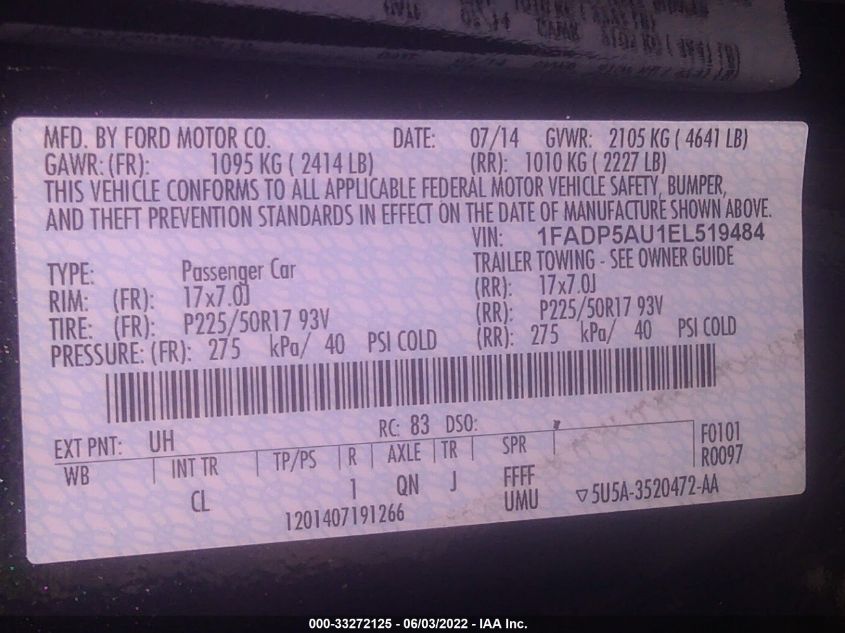 MFD. BY FORD MOTOR CO. DATE: 07/14 GVWR: 2105 KG ( 4641 LB)
GAWR: (FR): 1095 KG ( 2414 LB) (RR): 1010 KG ( 2227 LB)
THIS VEHICLE CONFORMS TO ALL APPLICABLE FEDERAL MOTOR VEHICLE SAFETY, BUMPER,
AND THEFT PREVENTION STANDARDS IN EFFECT ON THE DATE OF MANUFACTURE SHOWN ABOVE.
VIN: 1FADP5AU1EL519484
TYPE: Passenger Car TRAILER TOWING - SEE OWNER GUIDE
RIM: (FR): 17x7.0J (RR): 17x7.0J
TIRE: (FR): P225/50R17 93V (RR): P225/50R17 93V
PRESSURE: (FR): 275 kPa/ 40 PSI COLD (RR): 275 kPa/ 40 PSI COLD
EXT PNT: UH RC: 83 DSO: F0101
WB INT TR TP/PS R AXLE TR SPR R0097
CL 1 QN J FFFF
1201407191266 UMU ▽5U5A-3520472-AA
000-33272125 - 06/03/2022 - IAA Inc.